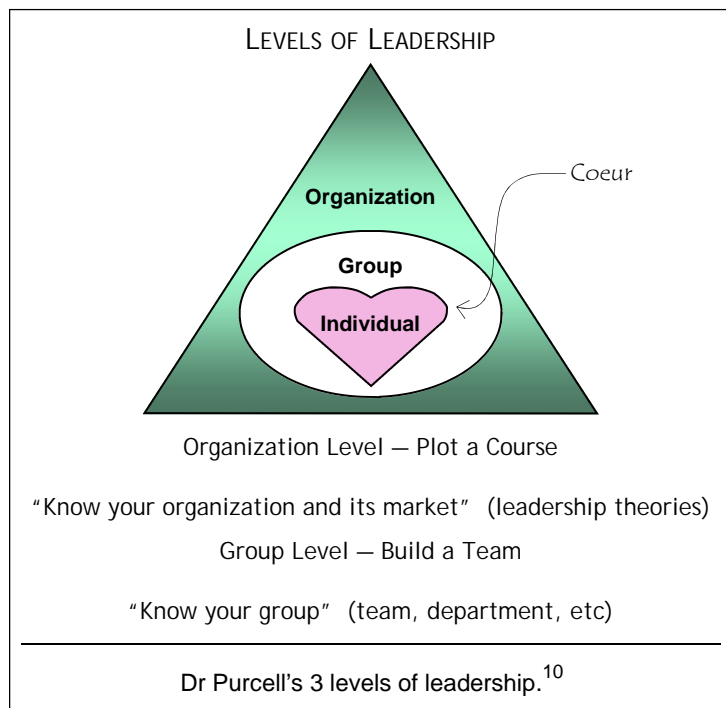 LEVELS OF LEADERSHIP
Coeur
Organization
Group
Individual
Organization Level — Plot a Course
“Know your organization and its market” (leadership theories)
Group Level — Build a Team
“Know your group” (team, department, etc)
Dr Purcell's 3 levels of leadership.10